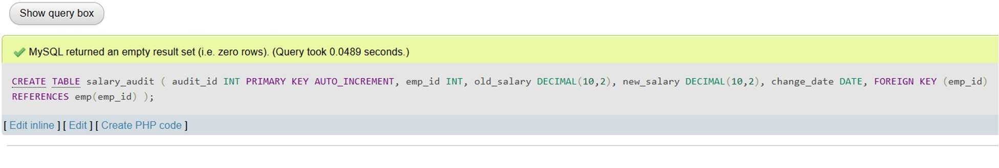 Show query box
MySQL returned an empty result set (i.e. zero rows). (Query took 0.0489 seconds.)
CREATE TABLE salary_audit ( audit_id INT PRIMARY KEY AUTO_INCREMENT, emp_id INT, old_salary DECIMAL(10,2), new_salary DECIMAL(10,2), change_date DATE, FOREIGN KEY (emp_id)
REFERENCES emp(emp_id) );
[ Edit inline ] [ Edit ] [ Create PHP code ]